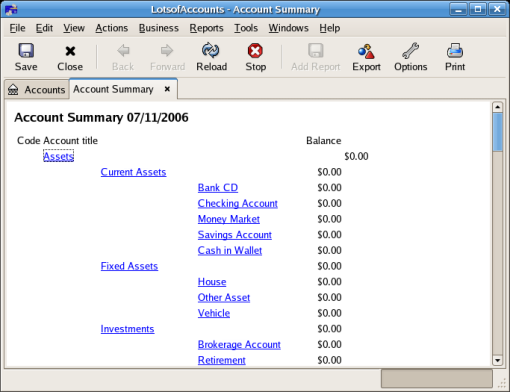 LotsofAccounts - Account Summary
File Edit View Actions Business Reports Tools Windows Help
Save Close Back Forward Reload Stop Add Report Export Options Print
Accounts Account Summary
Account Summary 07/11/2006
Code Account title Balance
Assets $0.00
Current Assets $0.00
Bank CD $0.00
Checking Account $0.00
Money Market $0.00
Savings Account $0.00
Cash in Wallet $0.00
Fixed Assets $0.00
House $0.00
Other Asset $0.00
Vehicle $0.00
Investments $0.00
Brokerage Account $0.00
Retirement $0.00